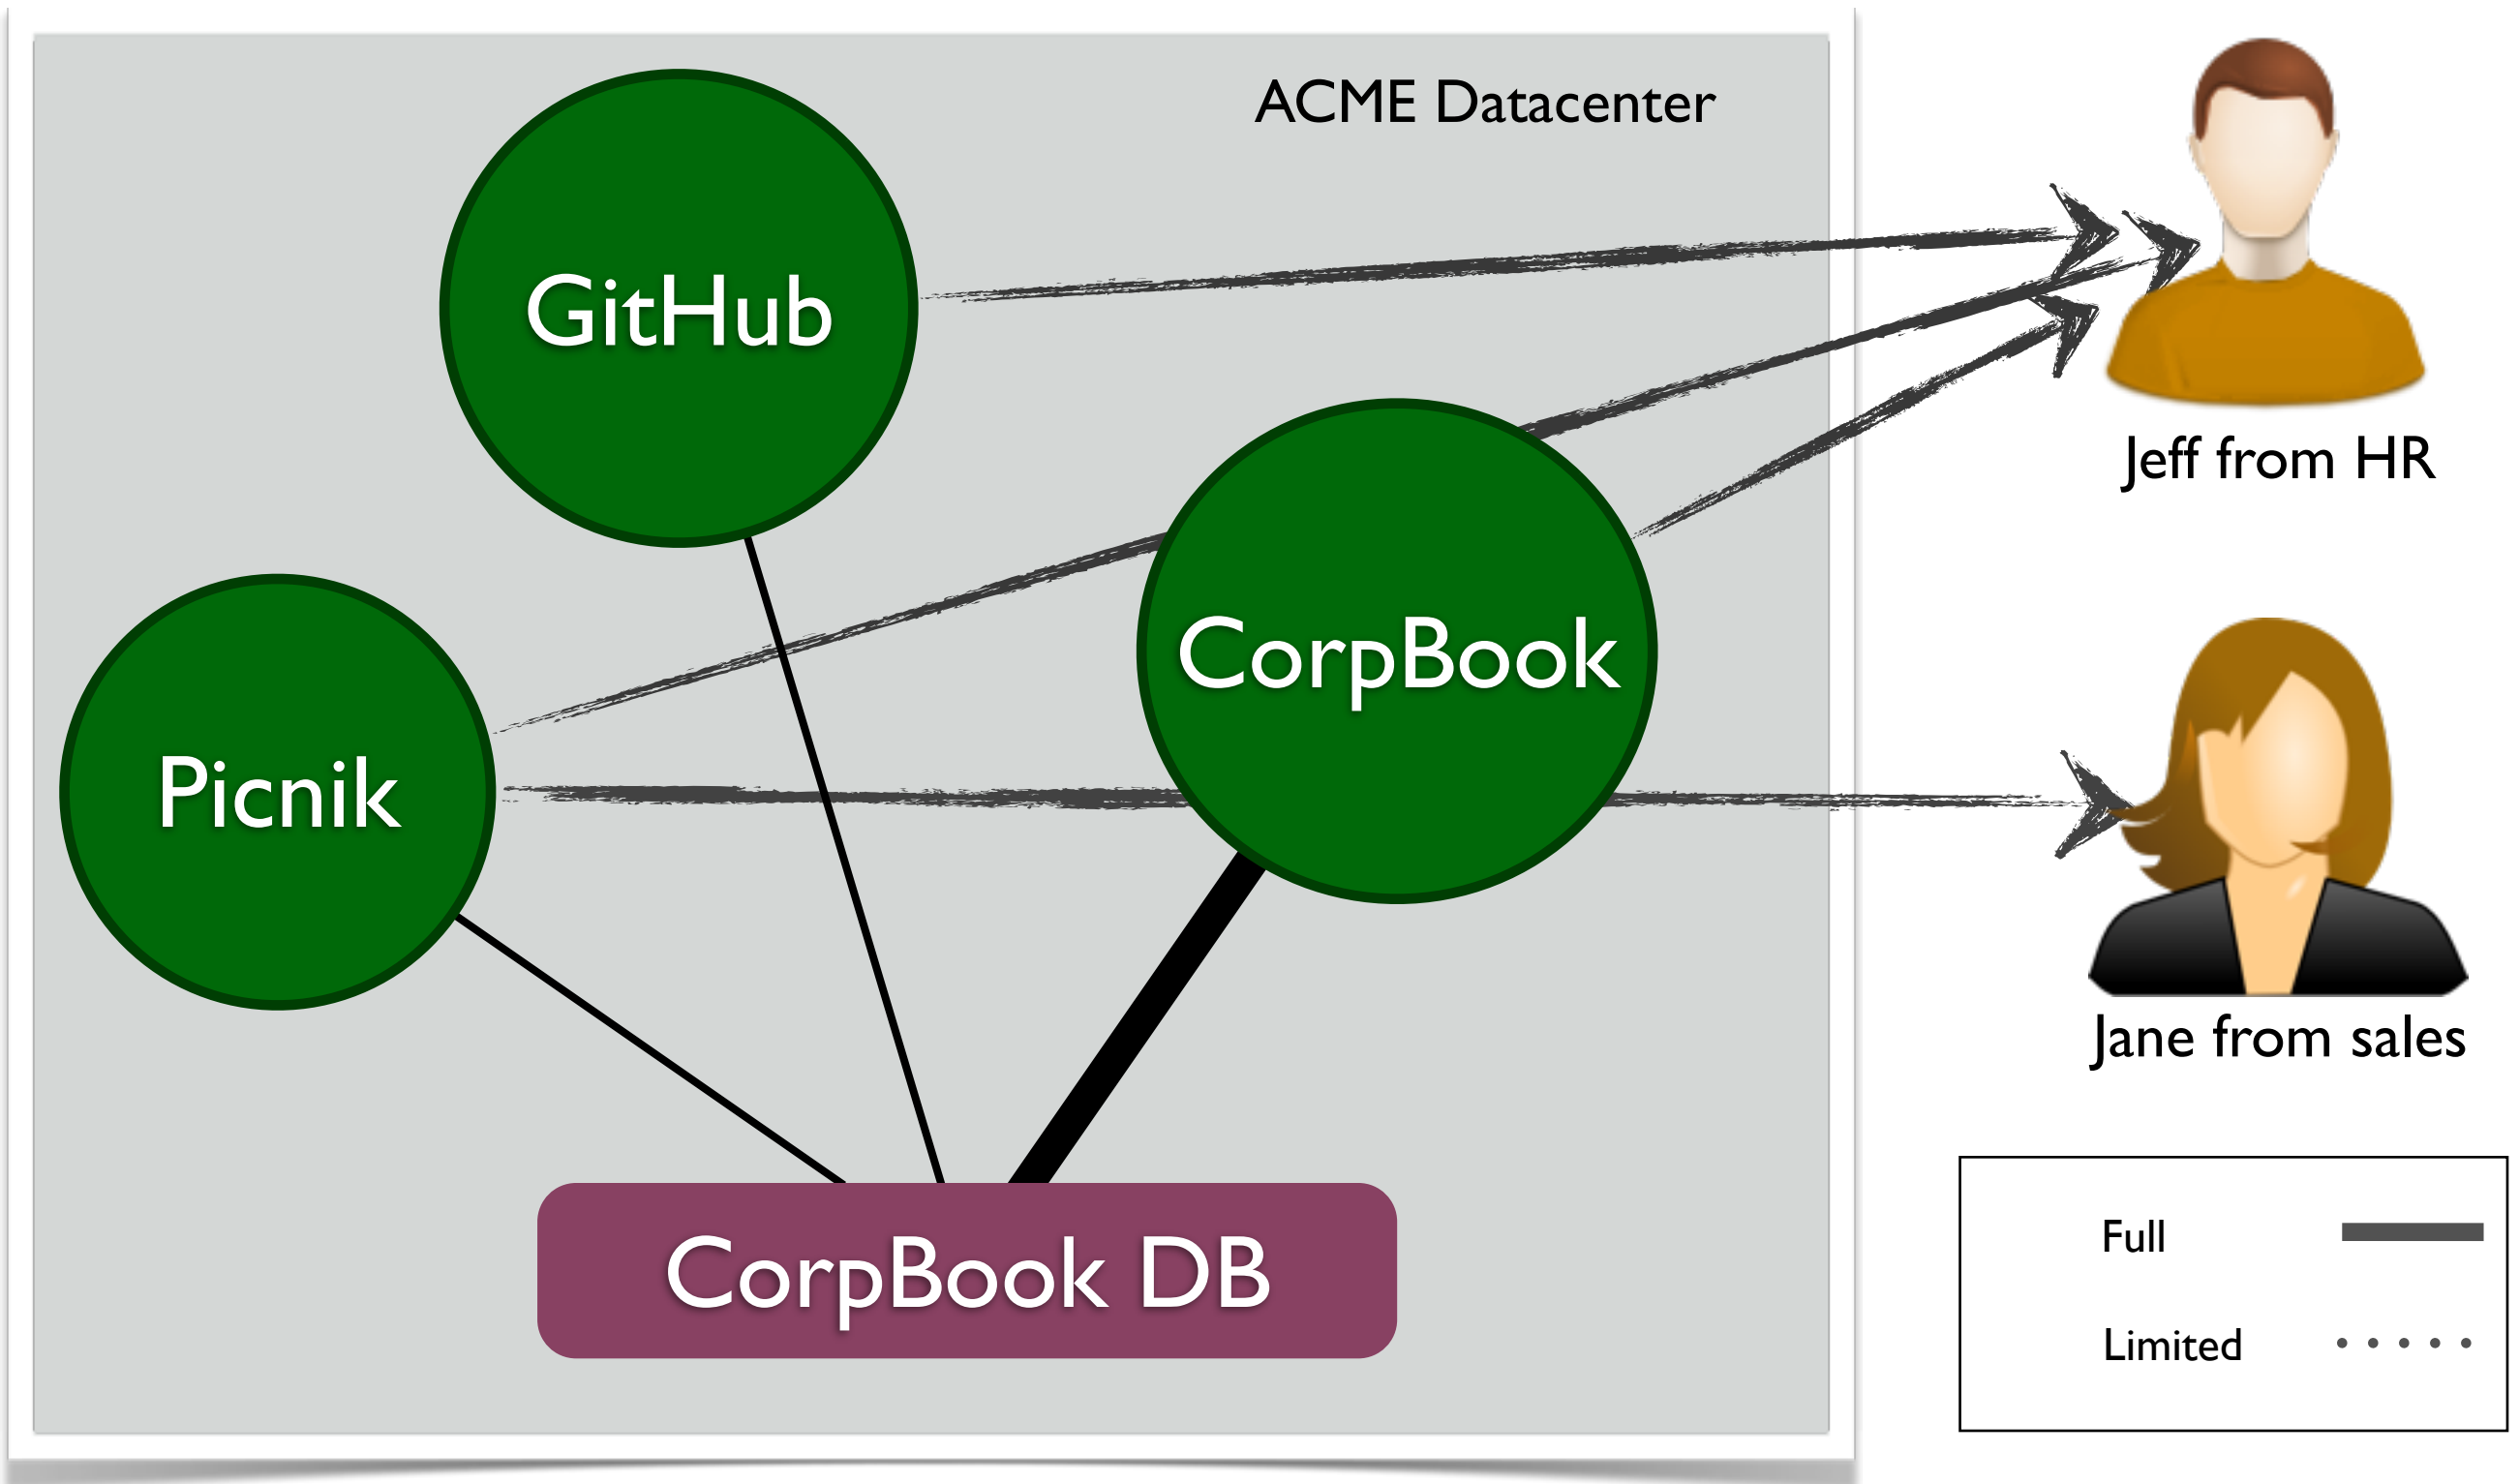 ACME Datacenter
GitHub
Jeff from HR
CorpBook
Picnik
Jane from sales
CorpBook DB
Full
Limited